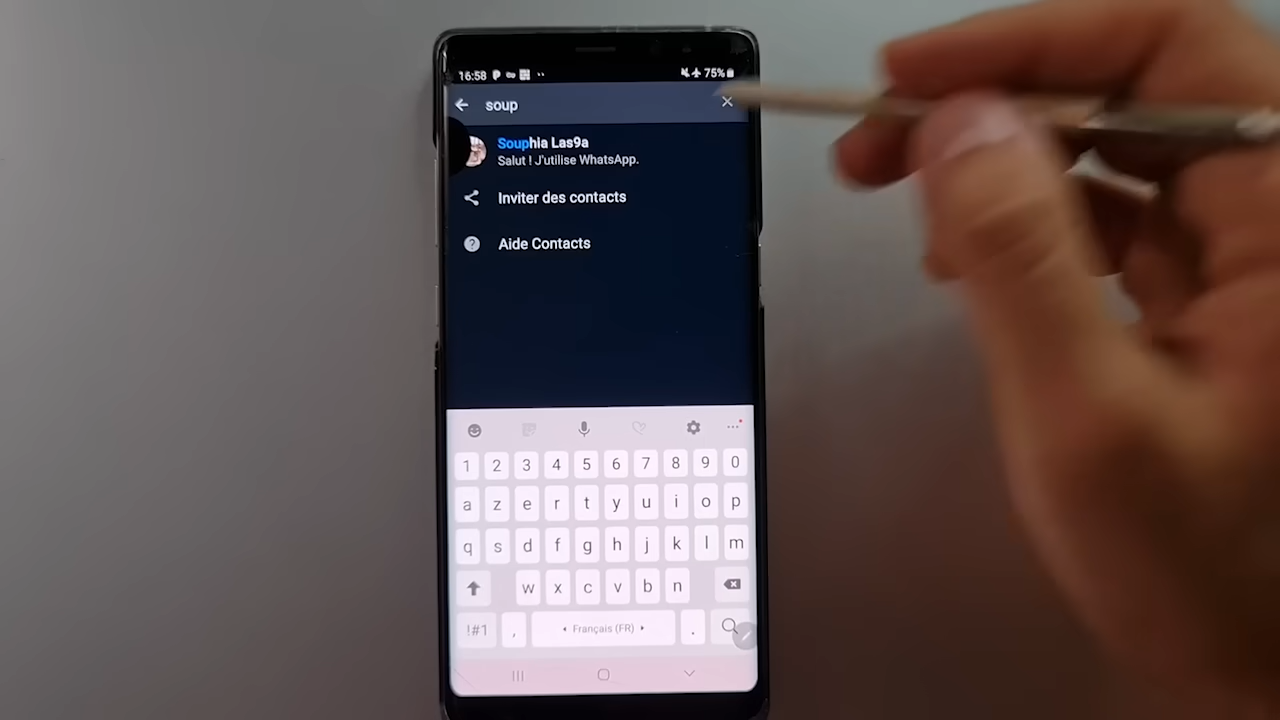 16:58 75%
soup
Souphia Las9a
Salut ! J'utilise WhatsApp.
Inviter des contacts
Aide Contacts
1 2 3 4 5 6 7 8 9 0
a z e r t y u i o p
q s d f g h j k l m
w x c v b n
!#1 , Français (FR) .